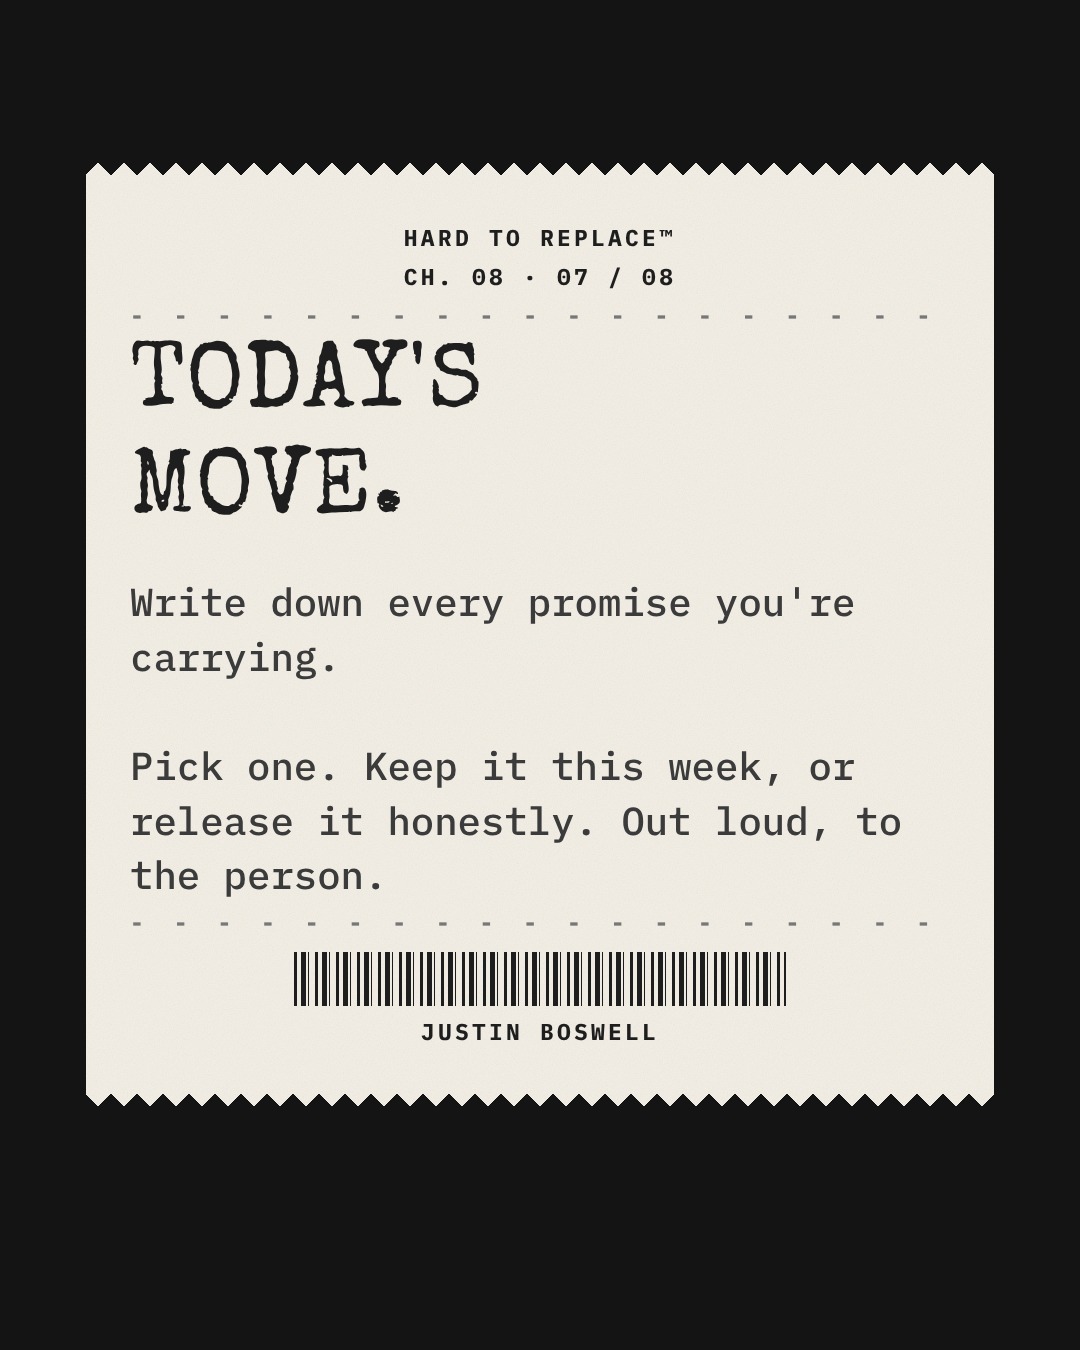 HARD TO REPLACE™
CH. 08 · 07 / 08
- - - - - - - - - - - - - - - - - - -
TODAY'S
MOVE.
Write down every promise you're
carrying.
Pick one. Keep it this week, or
release it honestly. Out loud, to
the person.
- - - - - - - - - - - - - - - - - - -
JUSTIN BOSWELL